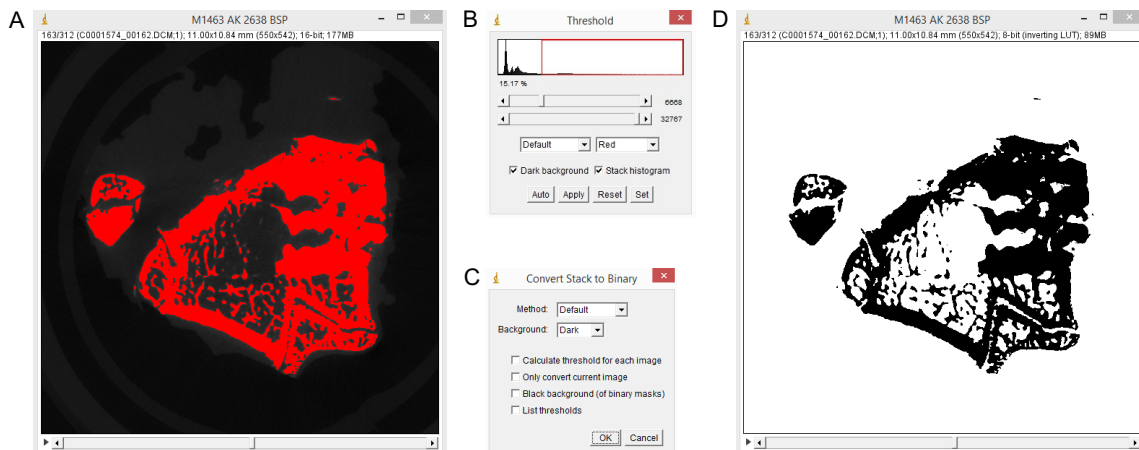 A
M1463 AK 2638 BSP
163/312 (C0001574_00162.DCM;1); 11.00x10.84 mm (550x542); 16-bit; 177MB
B
Threshold
15.17 %
6668
32767
Default
Red
Dark background
Stack histogram
Auto
Apply
Reset
Set
C
Convert Stack to Binary
Method:
Default
Background:
Dark
Calculate threshold for each image
Only convert current image
Black background (of binary masks)
List thresholds
OK
Cancel
D
M1463 AK 2638 BSP
163/312 (C0001574_00162.DCM;1); 11.00x10.84 mm (550x542); 8-bit (inverting LUT); 89MB